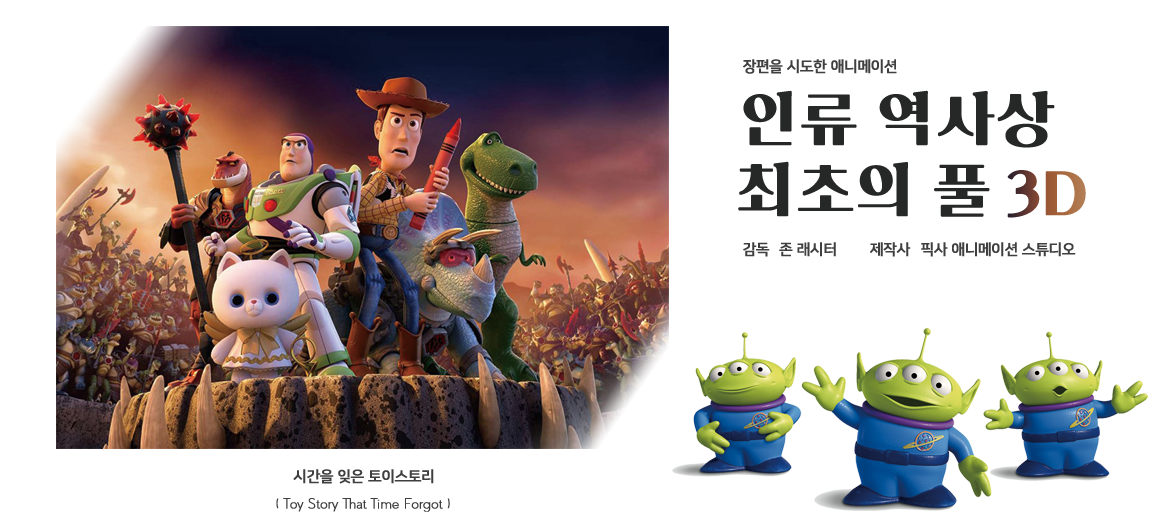 장편을 시도한 애니메이션
인류 역사상
최초의 풀 3D
감독 존 래시터 제작사 픽사 애니메이션 스튜디오
시간을 잊은 토이스토리
( Toy Story That Time Forgot )